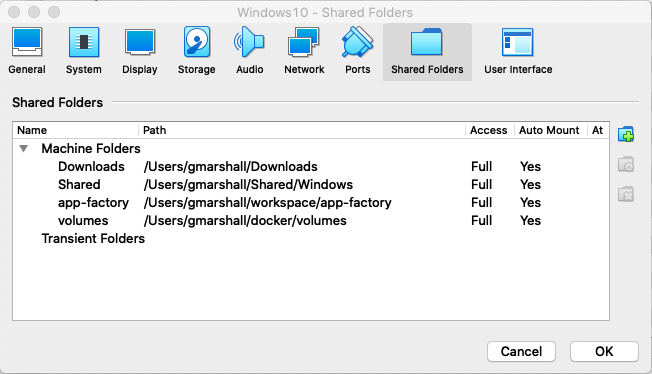 Windows10 - Shared Folders
General System Display Storage Audio Network Ports Shared Folders User Interface
Shared Folders
Name Path Access Auto Mount At
Machine Folders
Downloads /Users/gmarshall/Downloads Full Yes
Shared /Users/gmarshall/Shared/Windows Full Yes
app-factory /Users/gmarshall/workspace/app-factory Full Yes
volumes /Users/gmarshall/docker/volumes Full Yes
Transient Folders
Cancel OK